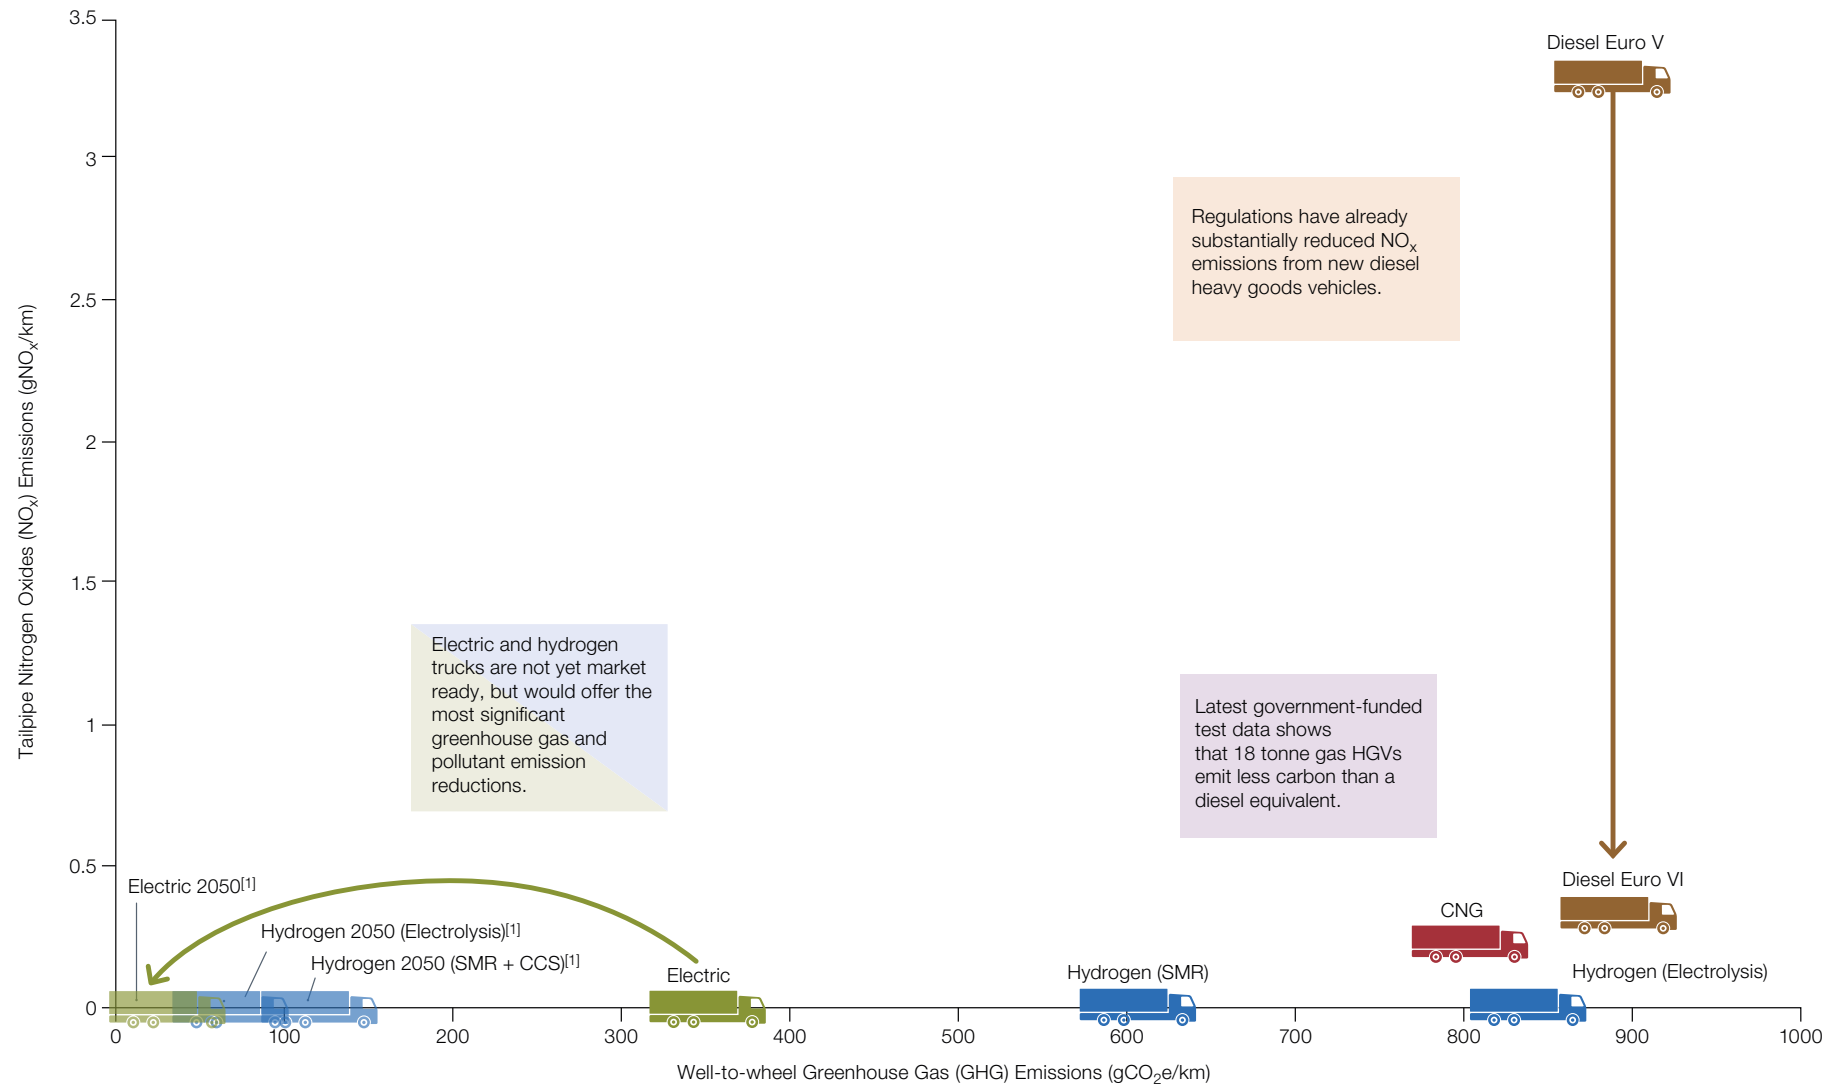 3.5
Diesel Euro V
3
Regulations have already
substantially reduced NOx
emissions from new diesel
heavy goods vehicles.
2.5
Tailpipe Nitrogen Oxides (NOx) Emissions (gNOx/km)
2
1.5
Electric and hydrogen
trucks are not yet market
ready, but would offer the
most significant
greenhouse gas and
pollutant emission
reductions.
Latest government-funded
test data shows
that 18 tonne gas HGVs
emit less carbon than a
diesel equivalent.
1
0.5
Electric 2050[1]
Diesel Euro VI
CNG
Hydrogen 2050 (Electrolysis)[1]
Hydrogen 2050 (SMR + CCS)[1]
Electric
Hydrogen (SMR)
Hydrogen (Electrolysis)
0
0 100 200 300 400 500 600 700 800 900 1000
Well-to-wheel Greenhouse Gas (GHG) Emissions (gCO2e/km)